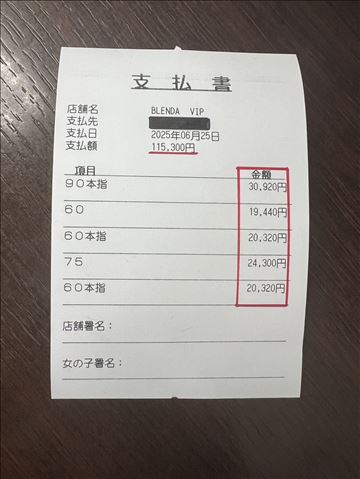 支払書
店舗名 BLENDA VIP
支払先
支払日 2025年06月25日
支払額 115,300円
項目 金額
90本指 30,920円
60 19,440円
60本指 20,320円
75 24,300円
60本指 20,320円
店舗署名:
女の子署名: